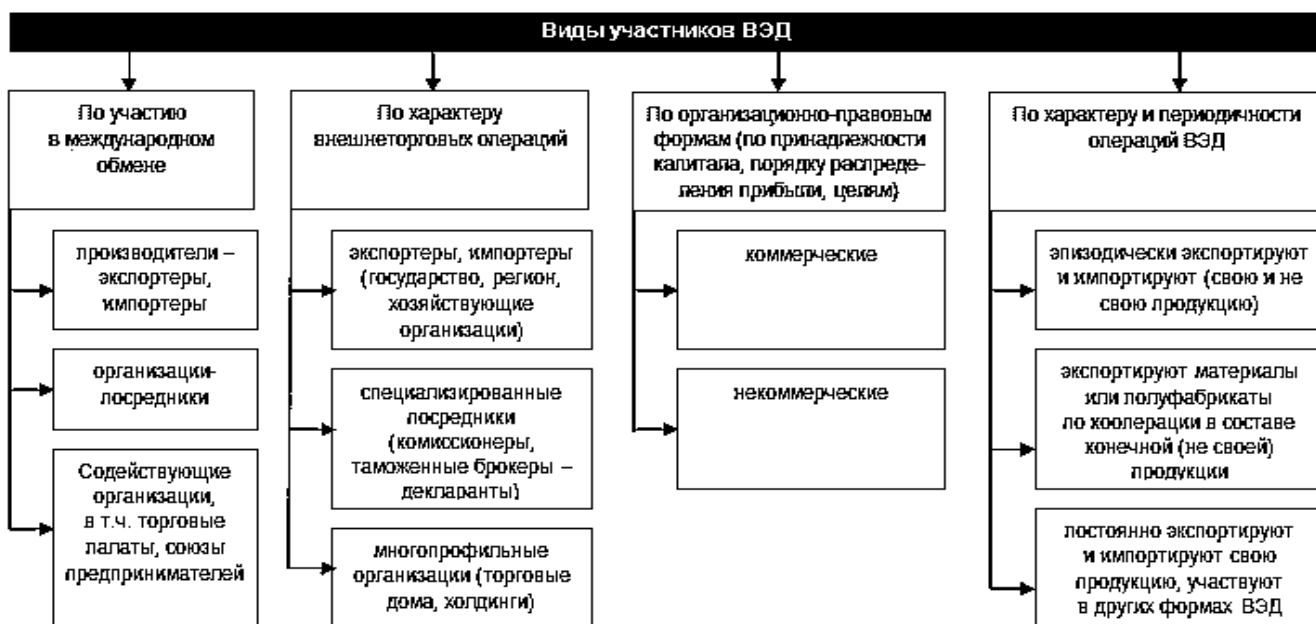 Виды участников ВЭД
По участию
в международном
обмене
производители –
экспортеры,
импортеры
организации-
посредники
Содействующие
организации,
в т.ч. торговые
палаты, союзы
предпринимателей
По характеру
внешнеторговых операций
экспортеры, импортеры
(государство, регион,
хозяйствующие
организации)
специализированные
посредники
(комиссионеры,
таможенные брокеры –
декларанты)
многопрофильные
организации (торговые
дома, холдинги)
По организационно-правовым
формам (по принадлежности
капитала, порядку распреде-
ления прибыли, целям)
коммерческие
некоммерческие
По характеру и периодичности
операций ВЭД
эпизодически экспортируют
и импортируют (свою и не
свою продукцию)
экспортируют материалы
или полуфабрикаты
по кооперации в составе
конечной (не своей)
продукции
постоянно экспортируют
и импортируют свою
продукцию, участвуют
в других формах ВЭД